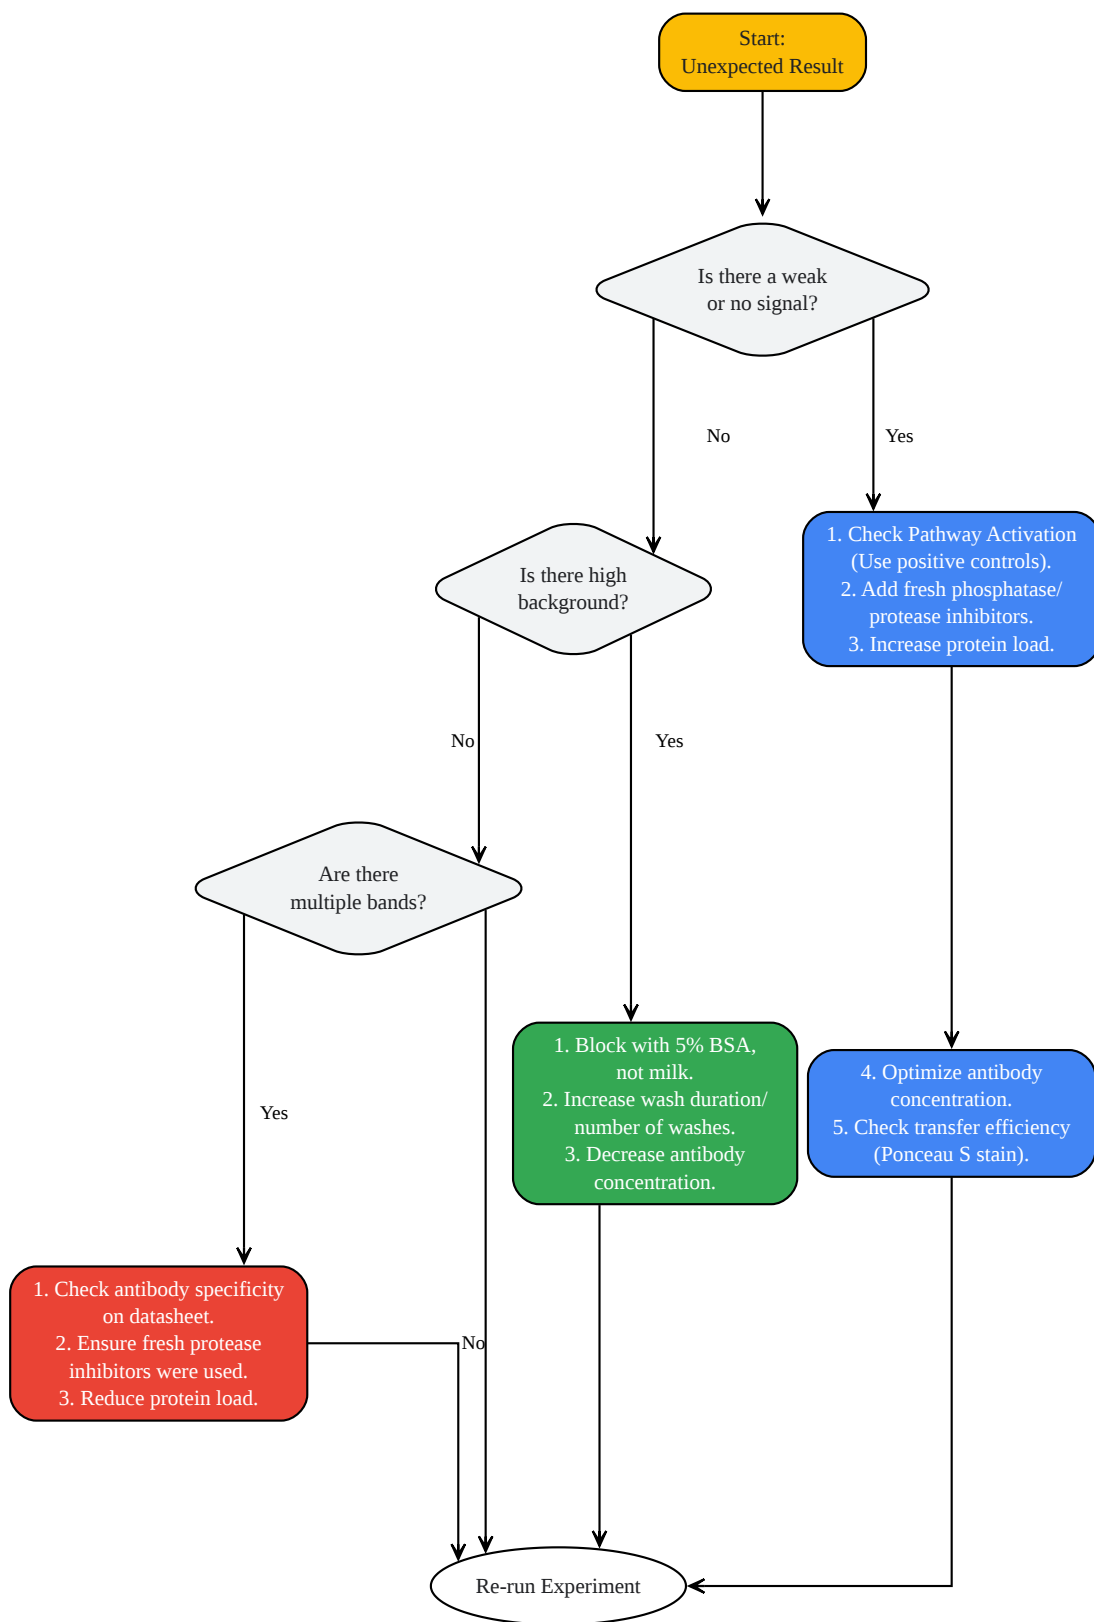 Start:
Unexpected Result
Is there a weak
or no signal?
No
Yes
1. Check Pathway Activation
(Use positive controls).
2. Add fresh phosphatase/
protease inhibitors.
3. Increase protein load.
Is there high
background?
No
Yes
Are there
multiple bands?
Yes
No
1. Block with 5% BSA,
not milk.
2. Increase wash duration/
number of washes.
3. Decrease antibody
concentration.
4. Optimize antibody
concentration.
5. Check transfer efficiency
(Ponceau S stain).
1. Check antibody specificity
on datasheet.
2. Ensure fresh protease
inhibitors were used.
3. Reduce protein load.
Re-run Experiment